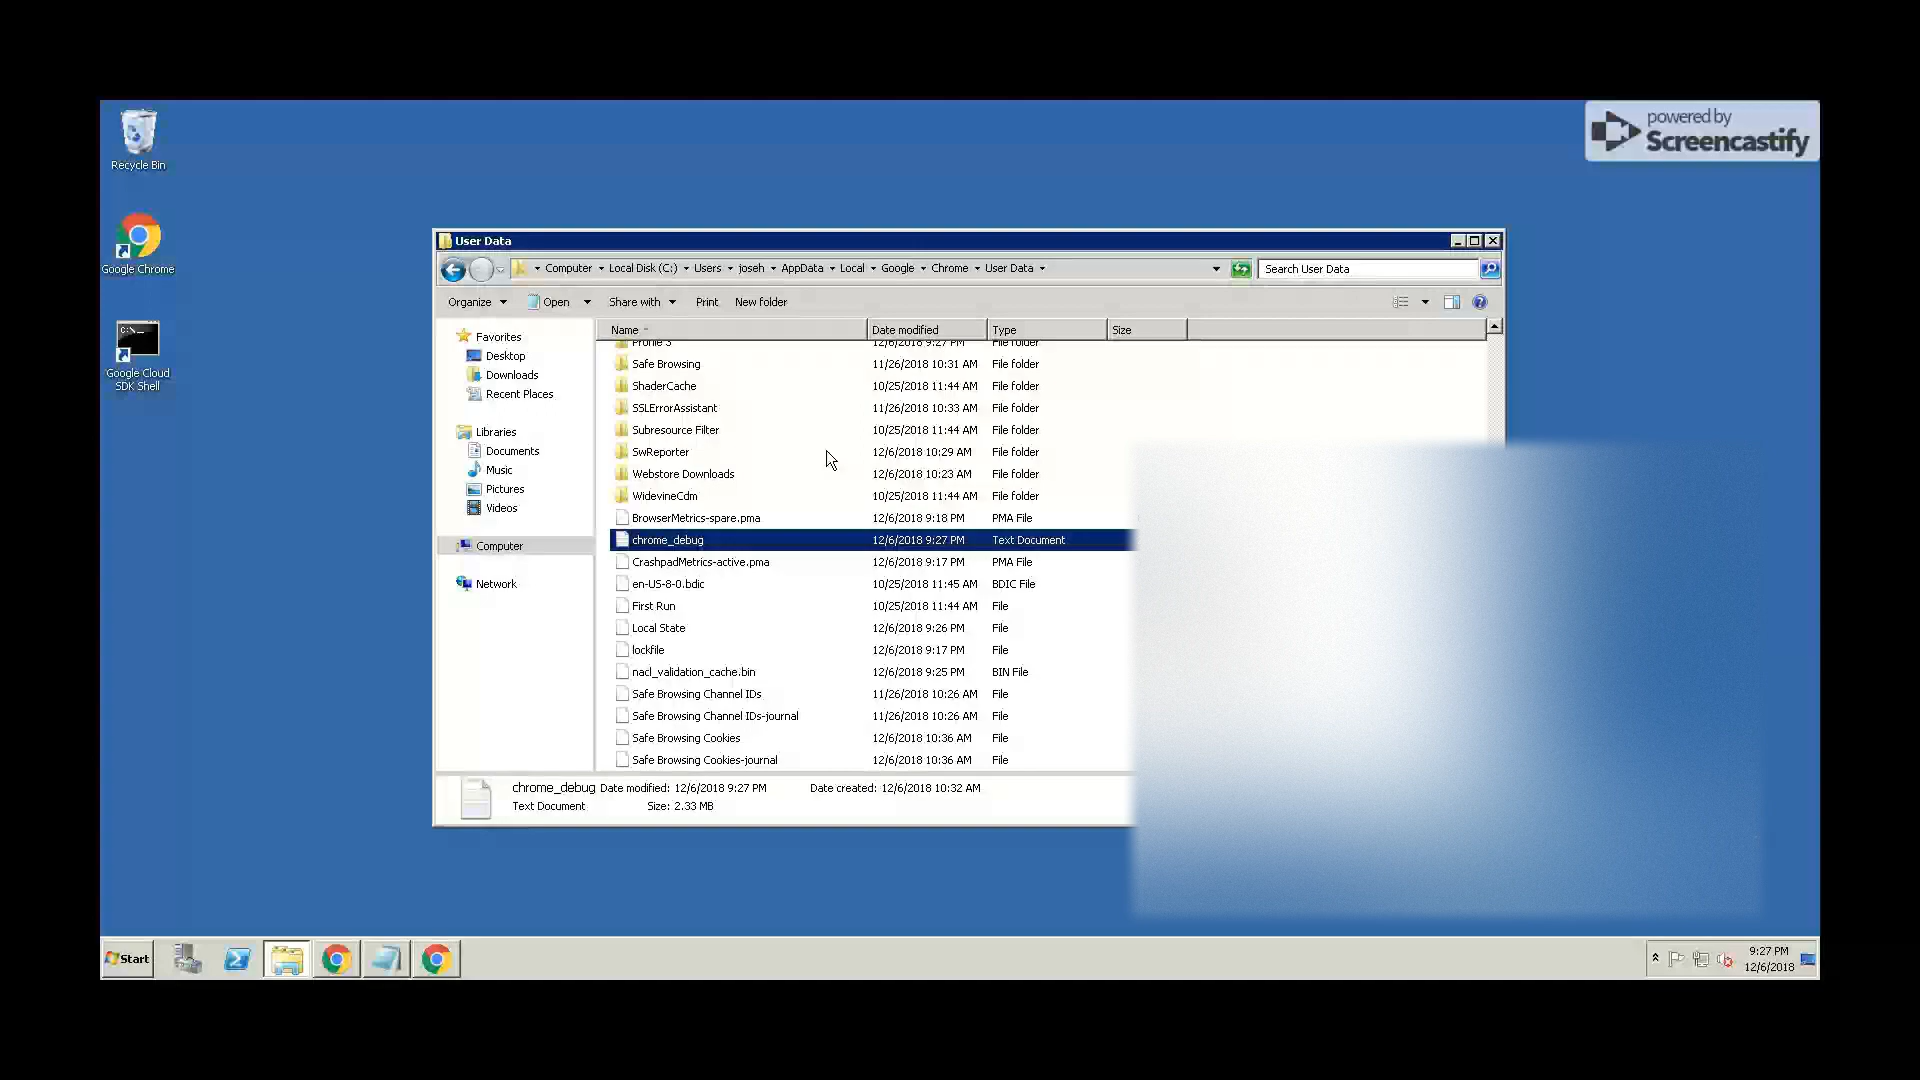 Recycle Bin
Google Chrome
Google Cloud
SDK Shell
powered by
Screencastify
User Data
Computer Local Disk (C:) Users joseh AppData Local Google Chrome User Data
Search User Data
Organize Open Share with Print New folder
Favorites
Desktop
Downloads
Recent Places
Libraries
Documents
Music
Pictures
Videos
Computer
Network
Name Date modified Type Size
Profile 3 12/6/2018 9:27 PM File folder
Safe Browsing 11/26/2018 10:31 AM File folder
ShaderCache 10/25/2018 11:44 AM File folder
SSLErrorAssistant 11/26/2018 10:33 AM File folder
Subresource Filter 10/25/2018 11:44 AM File folder
SwReporter 12/6/2018 10:29 AM File folder
Webstore Downloads 12/6/2018 10:23 AM File folder
WidevineCdm 10/25/2018 11:44 AM File folder
BrowserMetrics-spare.pma 12/6/2018 9:18 PM PMA File
chrome_debug 12/6/2018 9:27 PM Text Document
CrashpadMetrics-active.pma 12/6/2018 9:17 PM PMA File
en-US-8-0.bdic 10/25/2018 11:45 AM BDIC File
First Run 10/25/2018 11:44 AM File
Local State 12/6/2018 9:26 PM File
lockfile 12/6/2018 9:17 PM File
nacl_validation_cache.bin 12/6/2018 9:25 PM BIN File
Safe Browsing Channel IDs 11/26/2018 10:26 AM File
Safe Browsing Channel IDs-journal 11/26/2018 10:26 AM File
Safe Browsing Cookies 12/6/2018 10:36 AM File
Safe Browsing Cookies-journal 12/6/2018 10:36 AM File
chrome_debug Date modified: 12/6/2018 9:27 PM Date created: 12/6/2018 10:32 AM
Text Document Size: 2.33 MB
Start
9:27 PM
12/6/2018